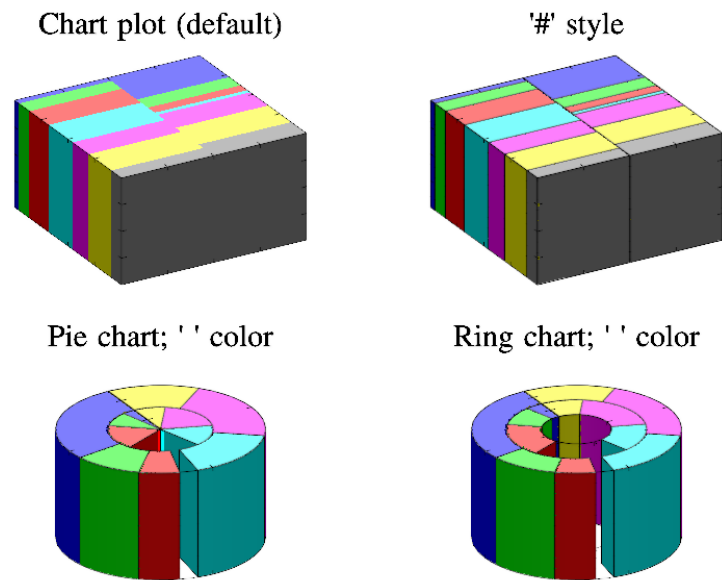 Chart plot (default)
'#' style
Pie chart; ' ' color
Ring chart; ' ' color